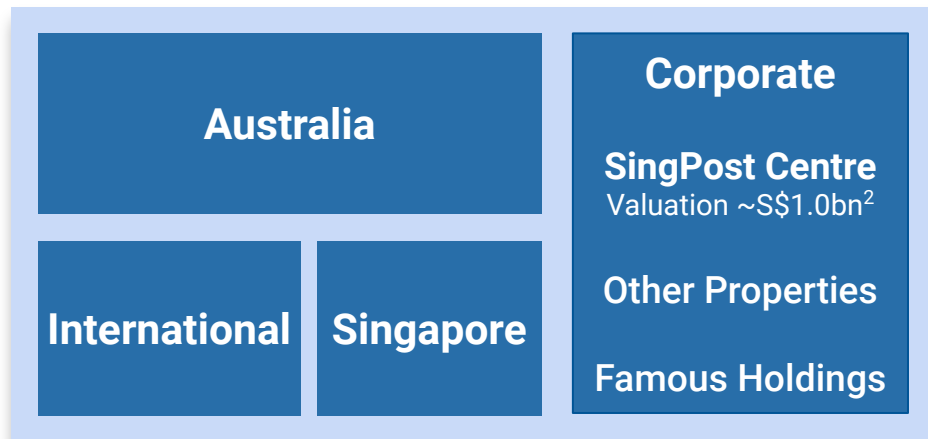 Australia
International
Singapore
Corporate
SingPost Centre
Valuation ~S$1.0bn²
Other Properties
Famous Holdings